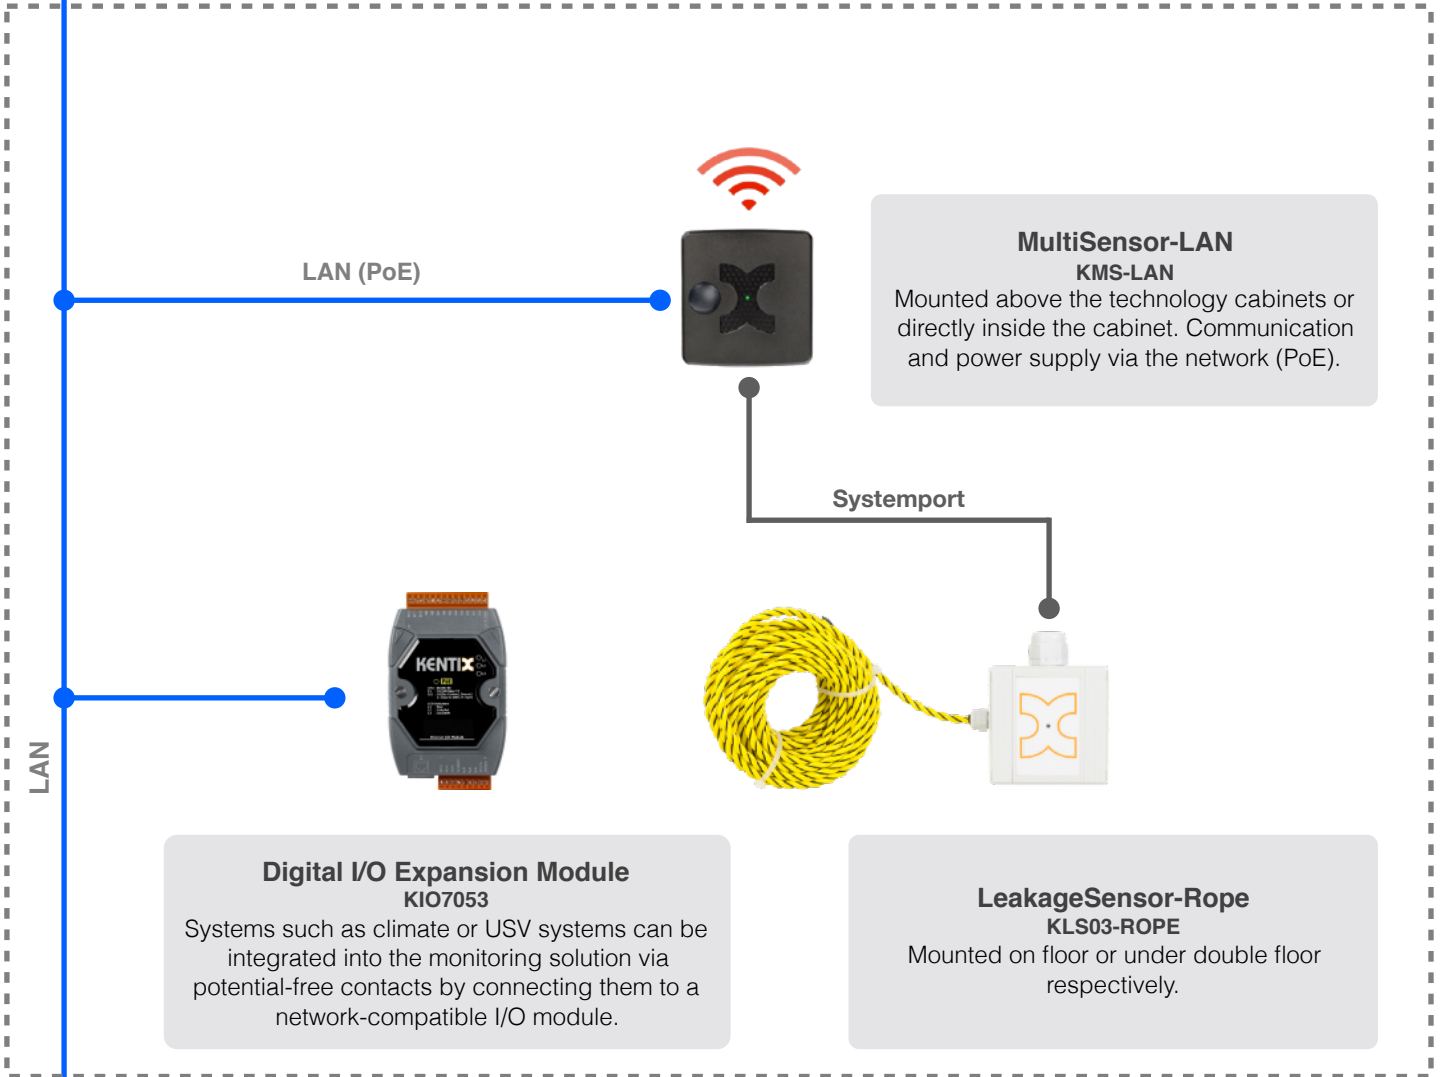 MultiSensor-LAN
KMS-LAN
Mounted above the technology cabinets or
directly inside the cabinet. Communication
and power supply via the network (PoE).
LAN (PoE)
Systemport
KENTIX
PoE
LAN
Digital I/O Expansion Module
KIO7053
Systems such as climate or USV systems can be
integrated into the monitoring solution via
potential-free contacts by connecting them to a
network-compatible I/O module.
LeakageSensor-Rope
KLS03-ROPE
Mounted on floor or under double floor
respectively.